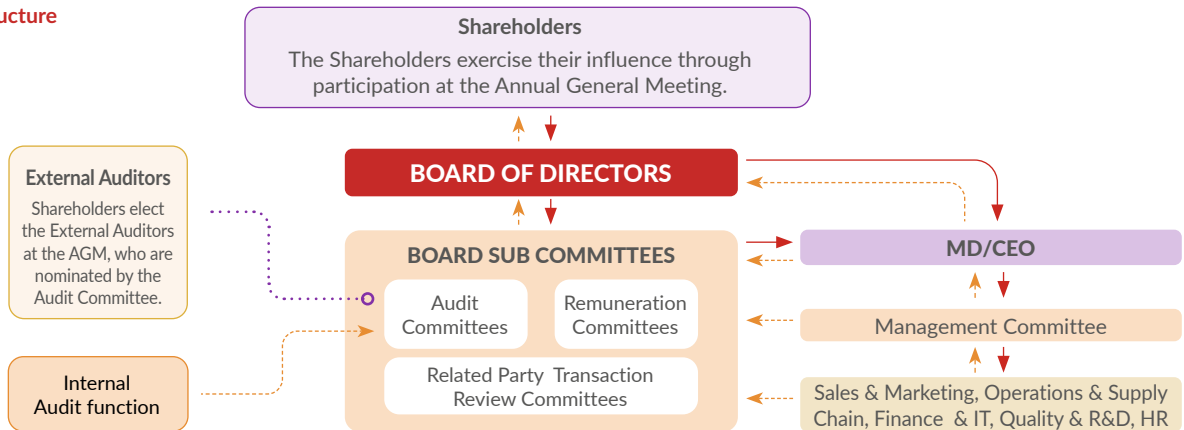 ucture
Shareholders
The Shareholders exercise their influence through
participation at the Annual General Meeting.
External Auditors
Shareholders elect
the External Auditors
at the AGM, who are
nominated by the
Audit Committee.
BOARD OF DIRECTORS
BOARD SUB COMMITTEES
Audit
Committees
Remuneration
Committees
Related Party Transaction
Review Committees
MD/CEO
Management Committee
Internal
Audit function
Sales & Marketing, Operations & Supply
Chain, Finance & IT, Quality & R&D, HR